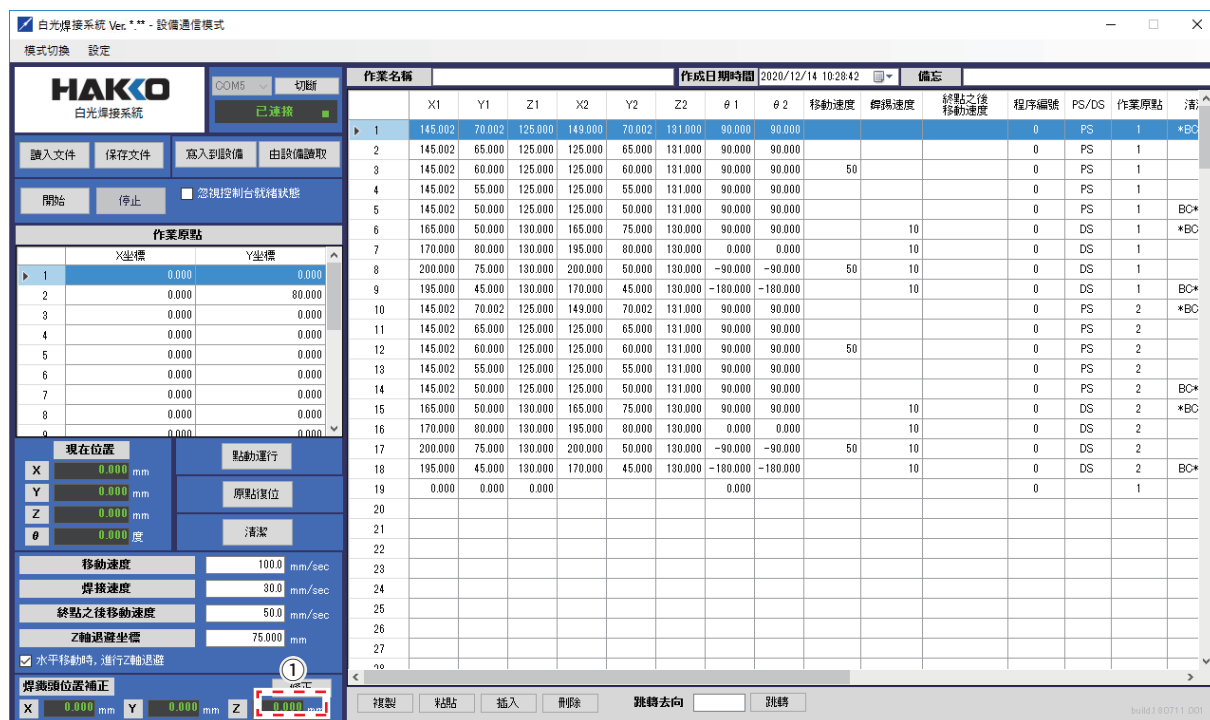 白光焊接系統 Ver. *.** - 設備通信模式
模式切換 設定
HAKKO
白光焊接系統
COM5 切斷
已連接
讀入文件 保存文件 寫入到設備 由設備讀取
開始 停止 忽視控制台就緒狀態
作業原點
X坐標 Y坐標
1 0.000 0.000
2 0.000 80.000
3 0.000 0.000
4 0.000 0.000
5 0.000 0.000
6 0.000 0.000
7 0.000 0.000
8 0.000 0.000
9 0.000 0.000
現在位置
X 0.000 mm
Y 0.000 mm
Z 0.000 mm
θ 0.000 度
點動運行
原點復位
清潔
移動速度 100.0 mm/sec
焊接速度 30.0 mm/sec
終點之後移動速度 50.0 mm/sec
Z軸退避坐標 75.000 mm
水平移動時, 進行Z軸退避
①
焊鐵頭位置補正 修正
X 0.000 mm Y 0.000 mm Z 0.000 mm
作業名稱 作成日期時間 2020/12/14 10:28:42 備忘
X1 Y1 Z1 X2 Y2 Z2 θ1 θ2 移動速度 銲錫速度 終點之後移動速度 程序編號 PS/DS 作業原點
1 145.002 70.002 125.000 149.000 70.002 131.000 90.000 90.000 0 PS 1 *BC
2 145.002 65.000 125.000 125.000 65.000 131.000 90.000 90.000 0 PS 1
3 145.002 60.000 125.000 125.000 60.000 131.000 90.000 90.000 50 0 PS 1
4 145.002 55.000 125.000 125.000 55.000 131.000 90.000 90.000 0 PS 1
5 145.002 50.000 125.000 125.000 50.000 131.000 90.000 90.000 0 PS 1 BC*
6 165.000 50.000 130.000 165.000 75.000 130.000 90.000 90.000 10 0 DS 1 *BC
7 170.000 80.000 130.000 195.000 80.000 130.000 0.000 0.000 10 0 DS 1
8 200.000 75.000 130.000 200.000 50.000 130.000 -90.000 -90.000 50 10 0 DS 1
9 195.000 45.000 130.000 170.000 45.000 130.000 -180.000 -180.000 10 0 DS 1 BC*
10 145.002 70.002 125.000 149.000 70.002 131.000 90.000 90.000 0 PS 2 *BC
11 145.002 65.000 125.000 125.000 65.000 131.000 90.000 90.000 0 PS 2
12 145.002 60.000 125.000 125.000 60.000 131.000 90.000 90.000 50 0 PS 2
13 145.002 55.000 125.000 125.000 55.000 131.000 90.000 90.000 0 PS 2
14 145.002 50.000 125.000 125.000 50.000 131.000 90.000 90.000 0 PS 2 BC*
15 165.000 50.000 130.000 165.000 75.000 130.000 90.000 90.000 10 0 DS 2 *BC
16 170.000 80.000 130.000 195.000 80.000 130.000 0.000 0.000 10 0 DS 2
17 200.000 75.000 130.000 200.000 50.000 130.000 -90.000 -90.000 50 10 0 DS 2
18 195.000 45.000 130.000 170.000 45.000 130.000 -180.000 -180.000 10 0 DS 2 BC*
19 0.000 0.000 0.000 0.000 0 1
20
21
22
23
24
25
26
27
28
複製 粘貼 插入 刪除 跳轉去向 跳轉
build180711.001